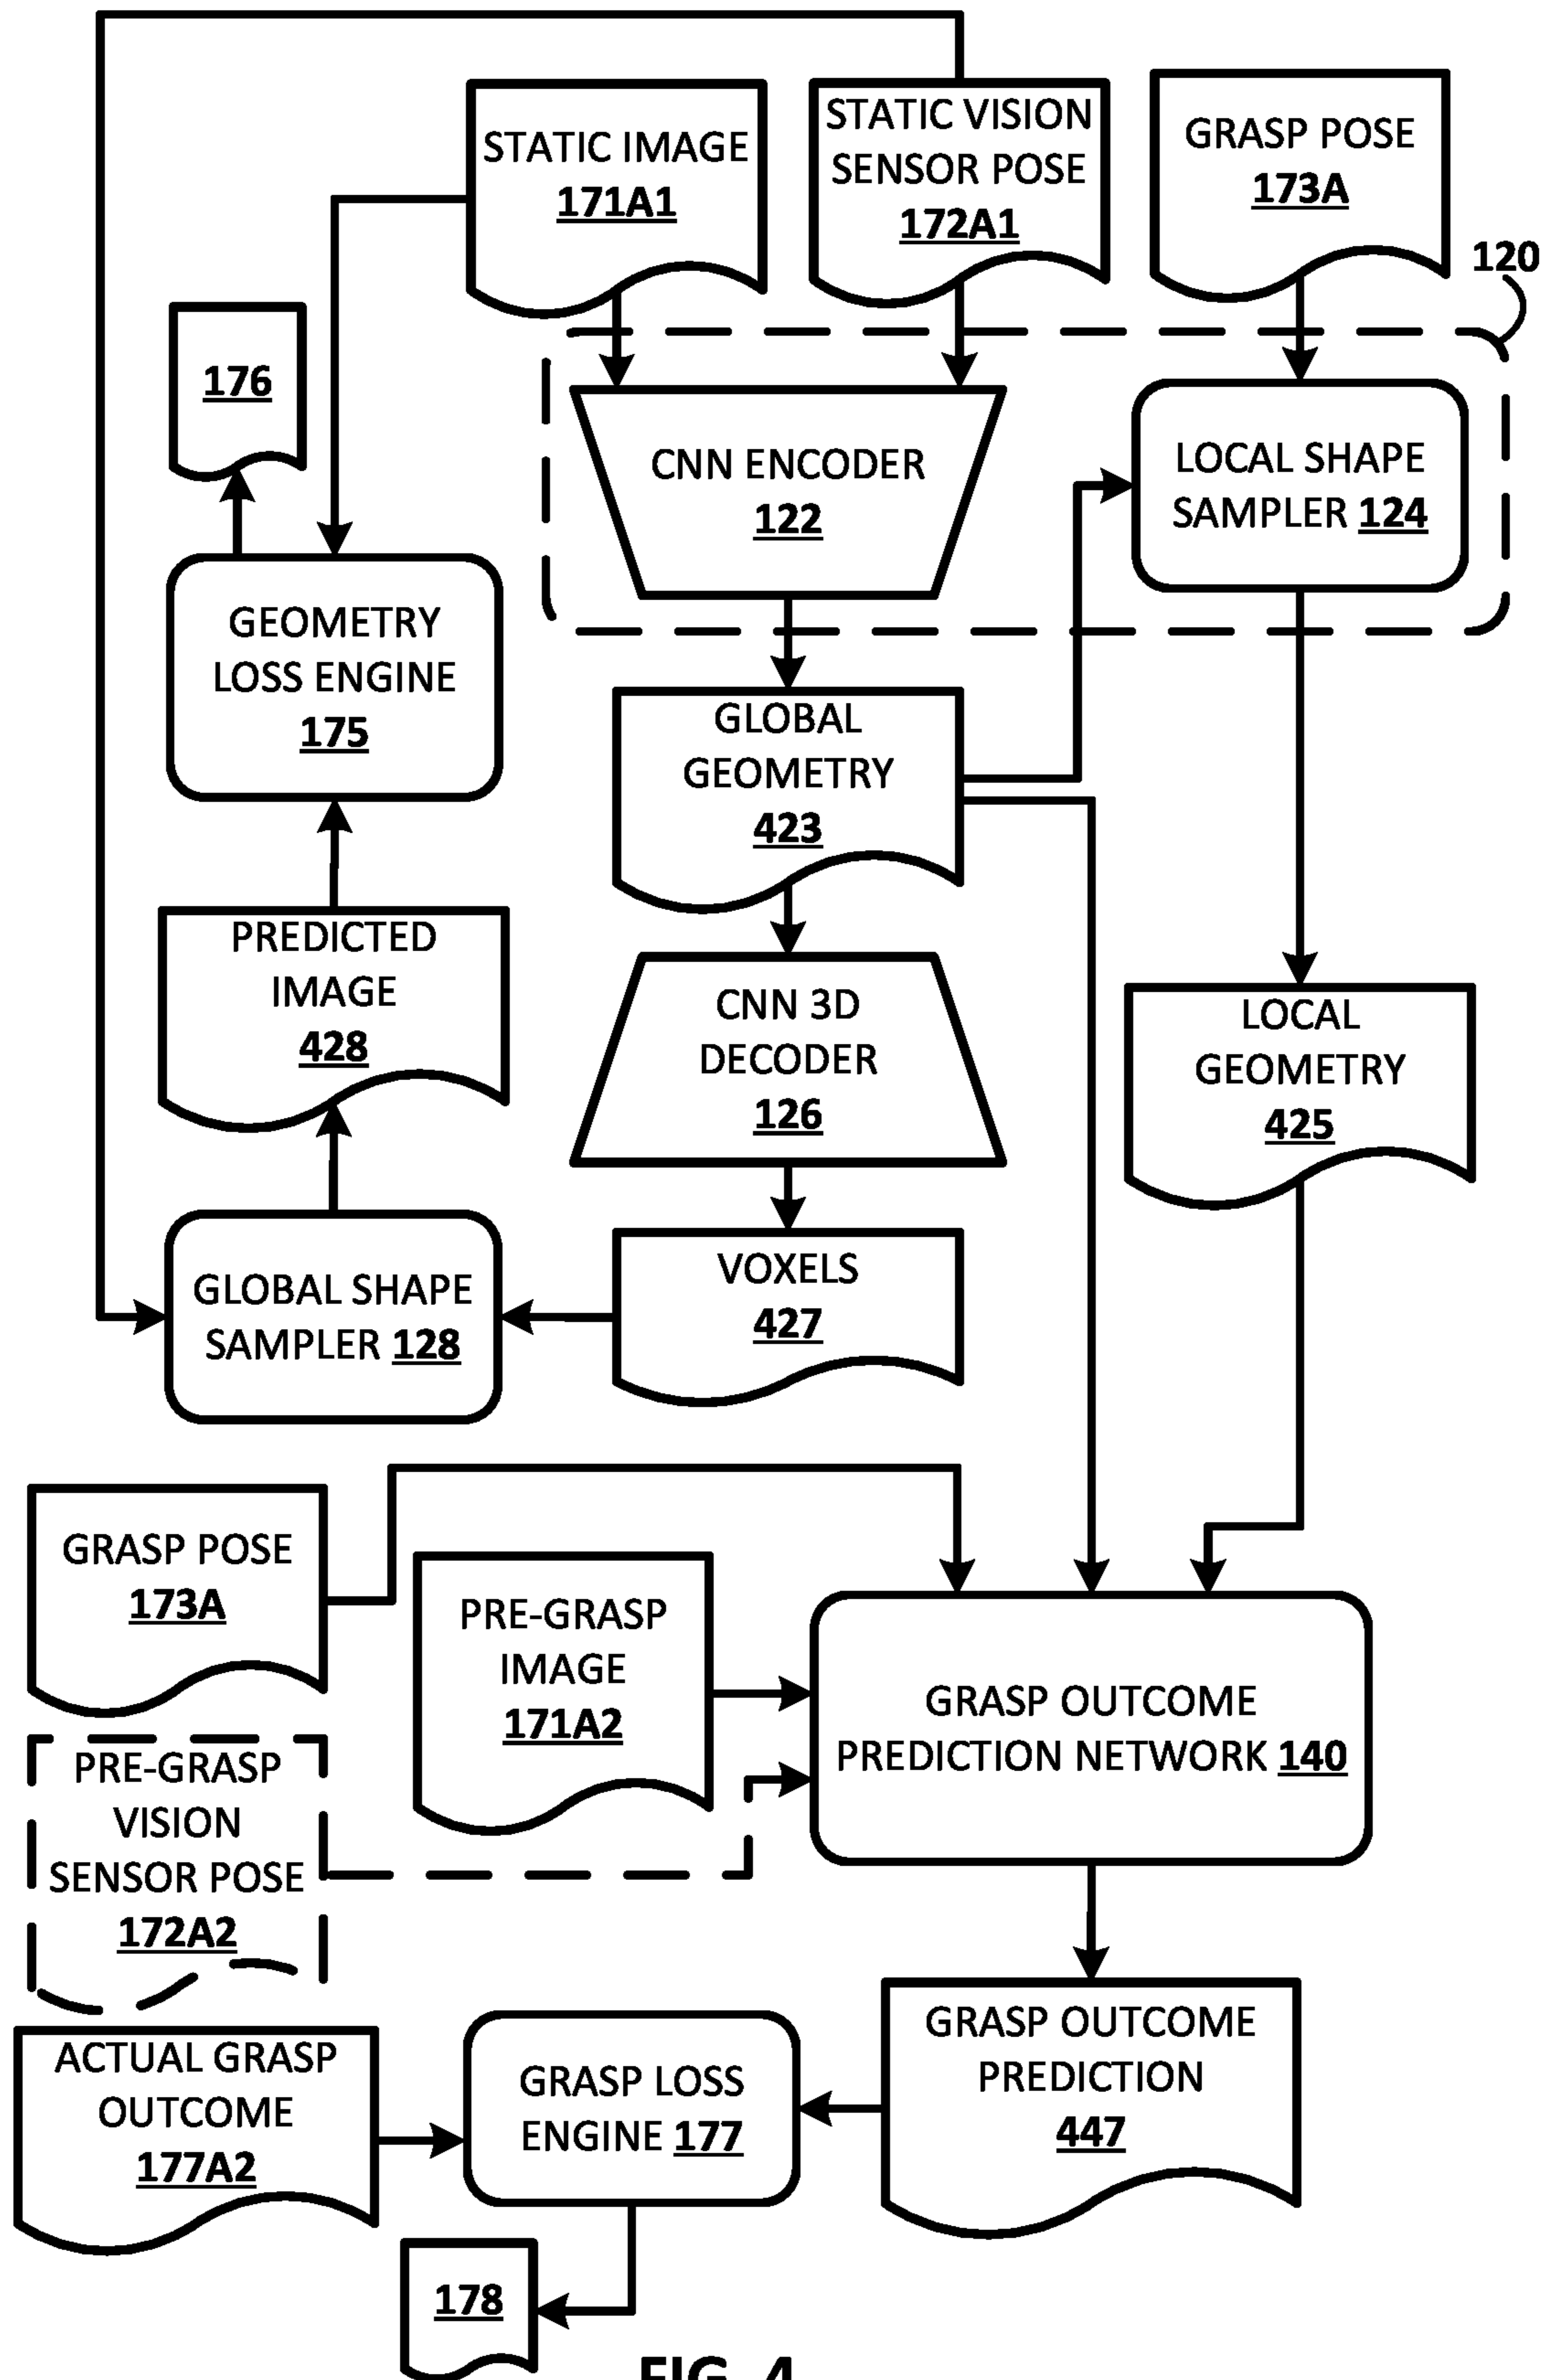 STATIC IMAGE
171A1
STATIC VISION
SENSOR POSE
172A1
GRASP POSE
173A
120
176
CNN ENCODER
122
LOCAL SHAPE
SAMPLER 124
GEOMETRY
LOSS ENGINE
175
GLOBAL
GEOMETRY
423
PREDICTED
IMAGE
428
CNN 3D
DECODER
126
LOCAL
GEOMETRY
425
GLOBAL SHAPE
SAMPLER 128
VOXELS
427
GRASP POSE
173A
PRE-GRASP
IMAGE
171A2
GRASP OUTCOME
PREDICTION NETWORK 140
PRE-GRASP
VISION
SENSOR POSE
172A2
ACTUAL GRASP
OUTCOME
177A2
GRASP LOSS
ENGINE 177
GRASP OUTCOME
PREDICTION
447
178
FIG. 4